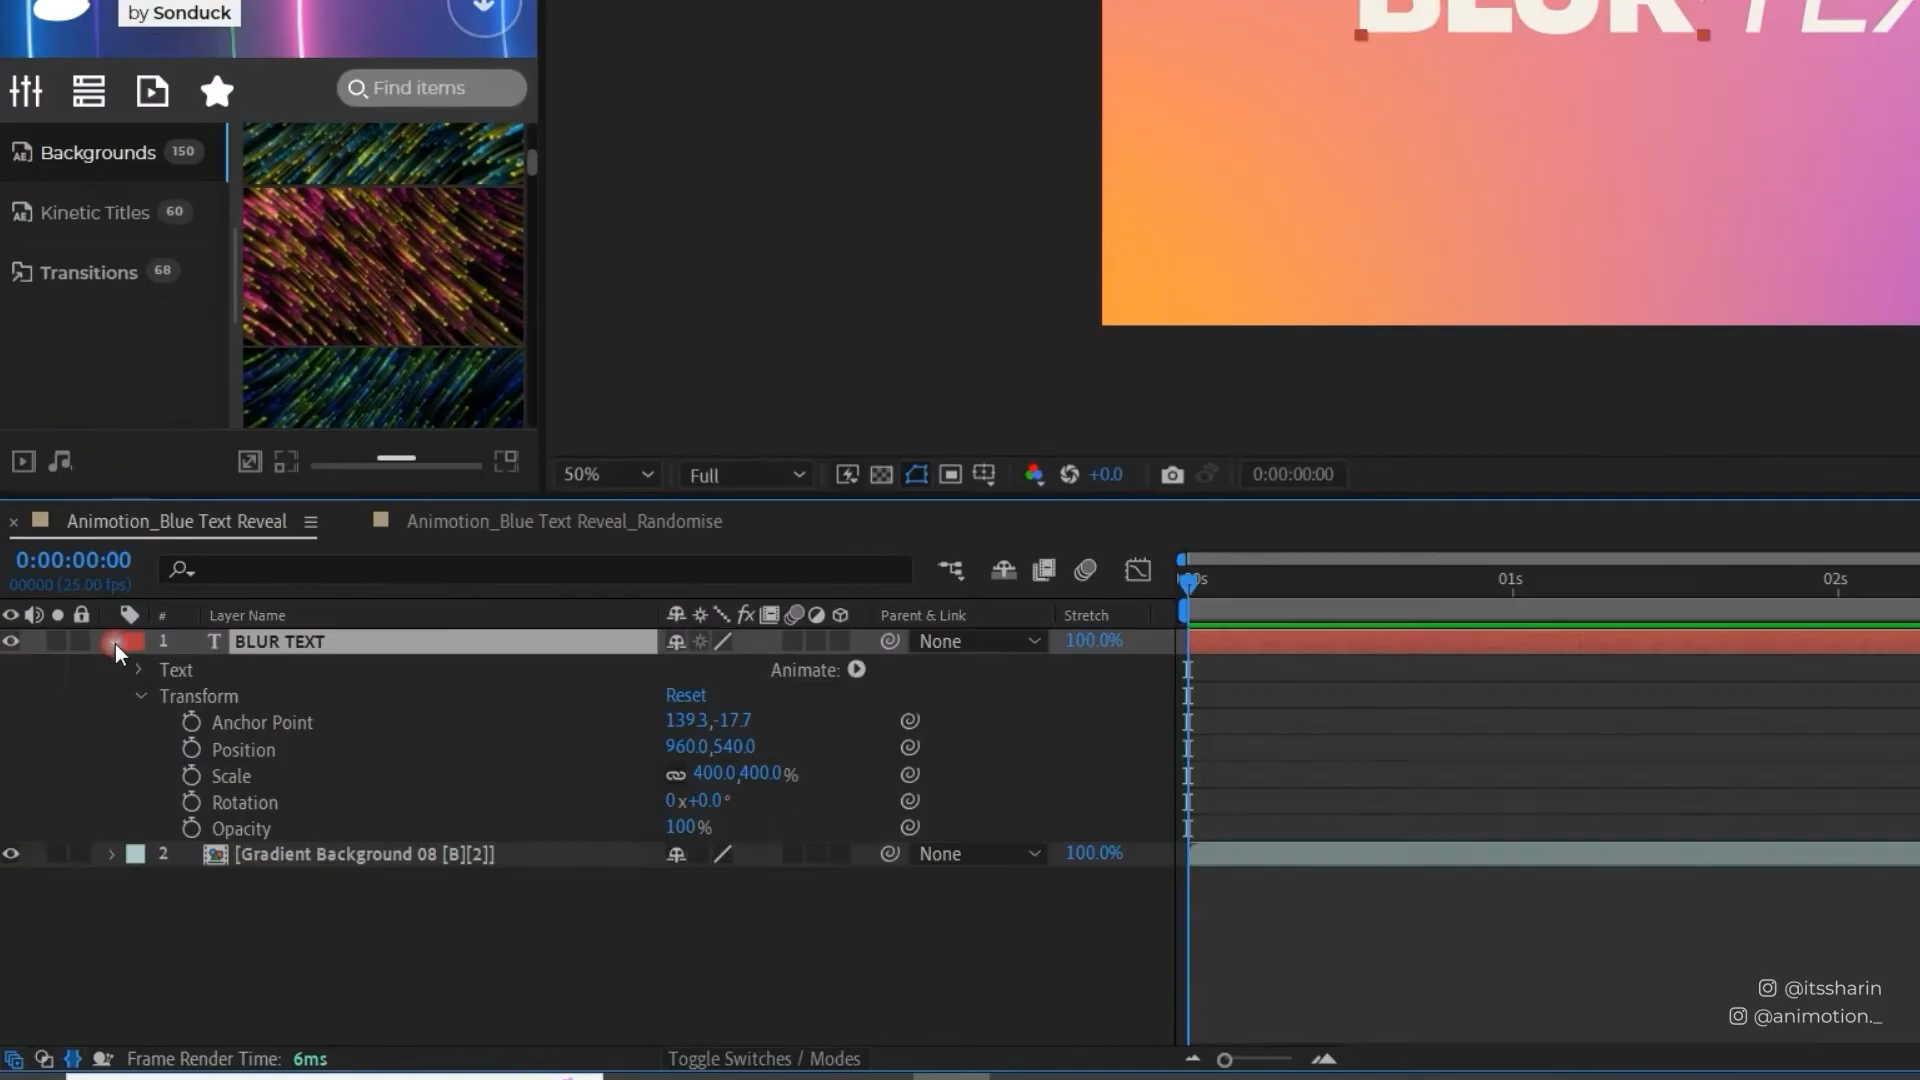 by Sonduck
Find items
Backgrounds 150
Kinetic Titles 60
Transitions 68
BLUR TEX
50%
Full
+0.0
0:00:00:00
Animotion_Blue Text Reveal
Animotion_Blue Text Reveal_Randomise
0:00:00:00
00000 (25.00 fps)
01s
02s
# Layer Name
fx
Parent & Link
Stretch
1 T BLUR TEXT
None
100.0%
Text
Animate:
Transform
Reset
Anchor Point
139.3,-17.7
Position
960.0,540.0
Scale
400.0,400.0%
Rotation
0x+0.0°
Opacity
100%
2 [Gradient Background 08 [B][2]]
None
100.0%
@itssharin
@animotion._
Frame Render Time: 6ms
Toggle Switches / Modes